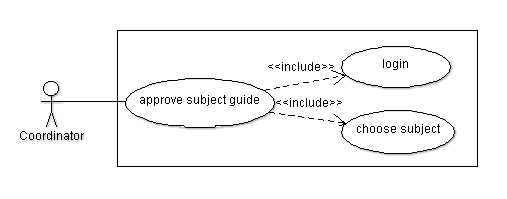 <<include>>
login
approve subject guide
<<include>>
choose subject
Coordinator